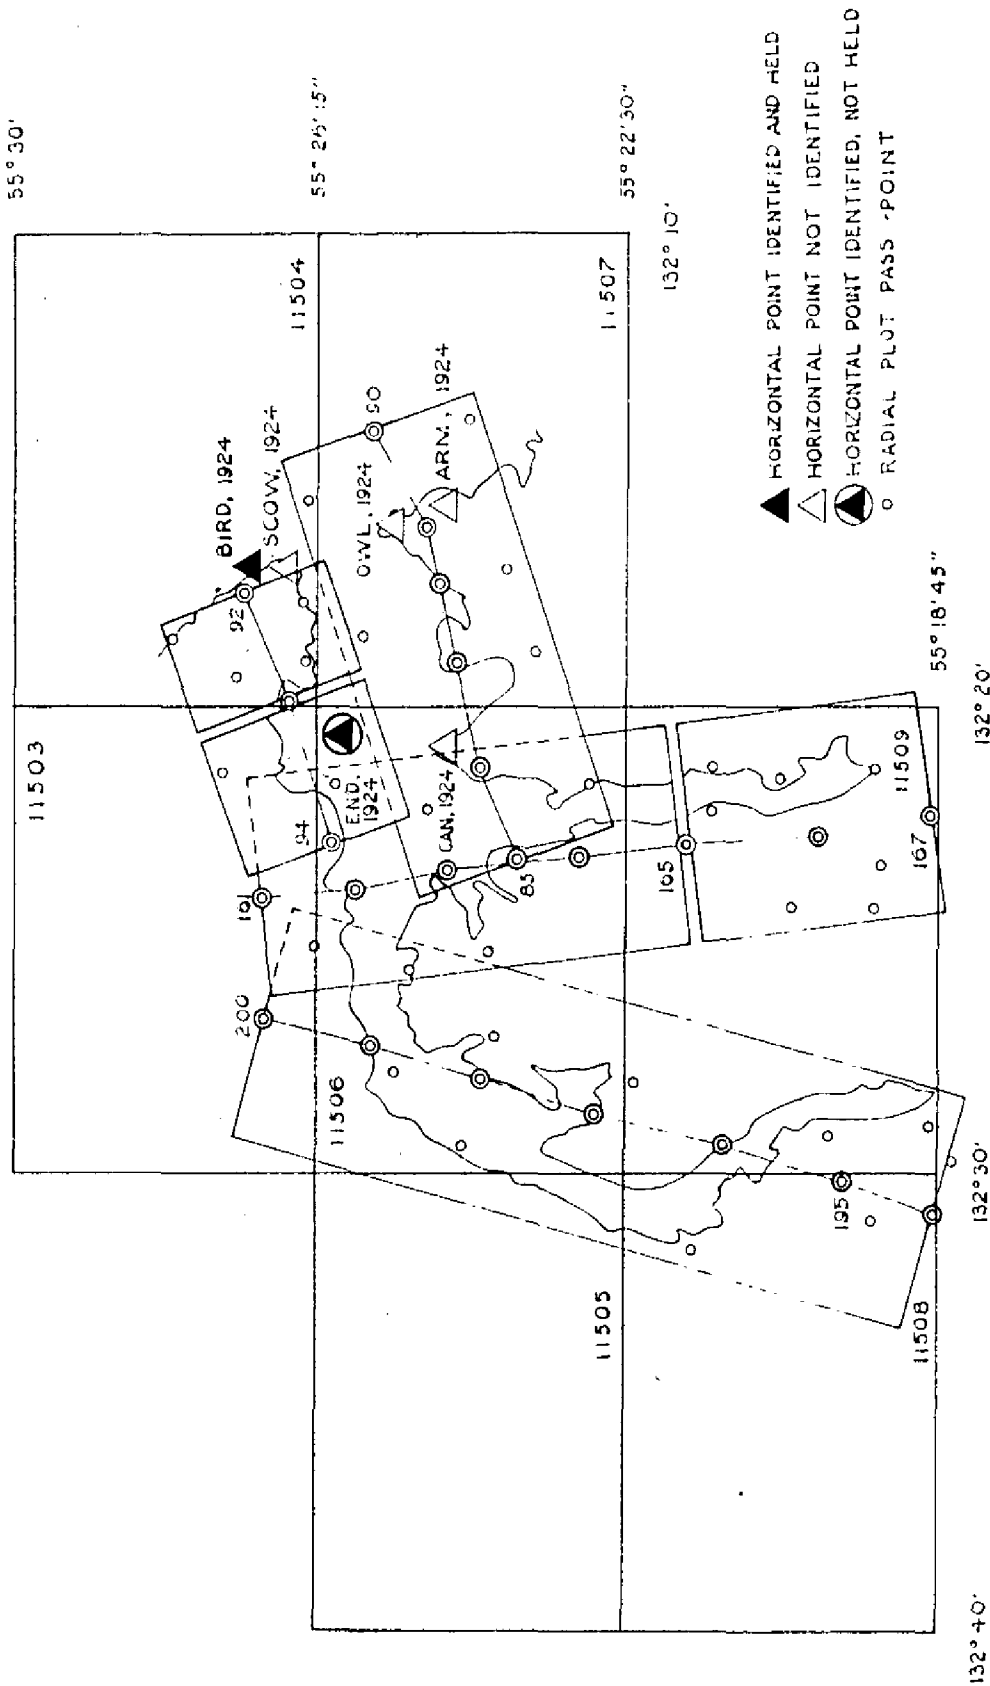 55° 30'
55° 26' 15"
55° 22' 30"
132° 10'
11503
11504
11507
BIRD, 1924
SCOW, 1924
92
90
OWL, 1924
ARM., 1924
END.
1924
94
CAN, 1924
161
200
11506
85
165
11509
167
55° 18' 45"
132° 20'
195
132° 30'
11505
11508
132° 40'
HORIZONTAL POINT IDENTIFIED AND HELD
HORIZONTAL POINT NOT IDENTIFIED
HORIZONTAL POINT IDENTIFIED, NOT HELD
RADIAL PLOT PASS-POINT